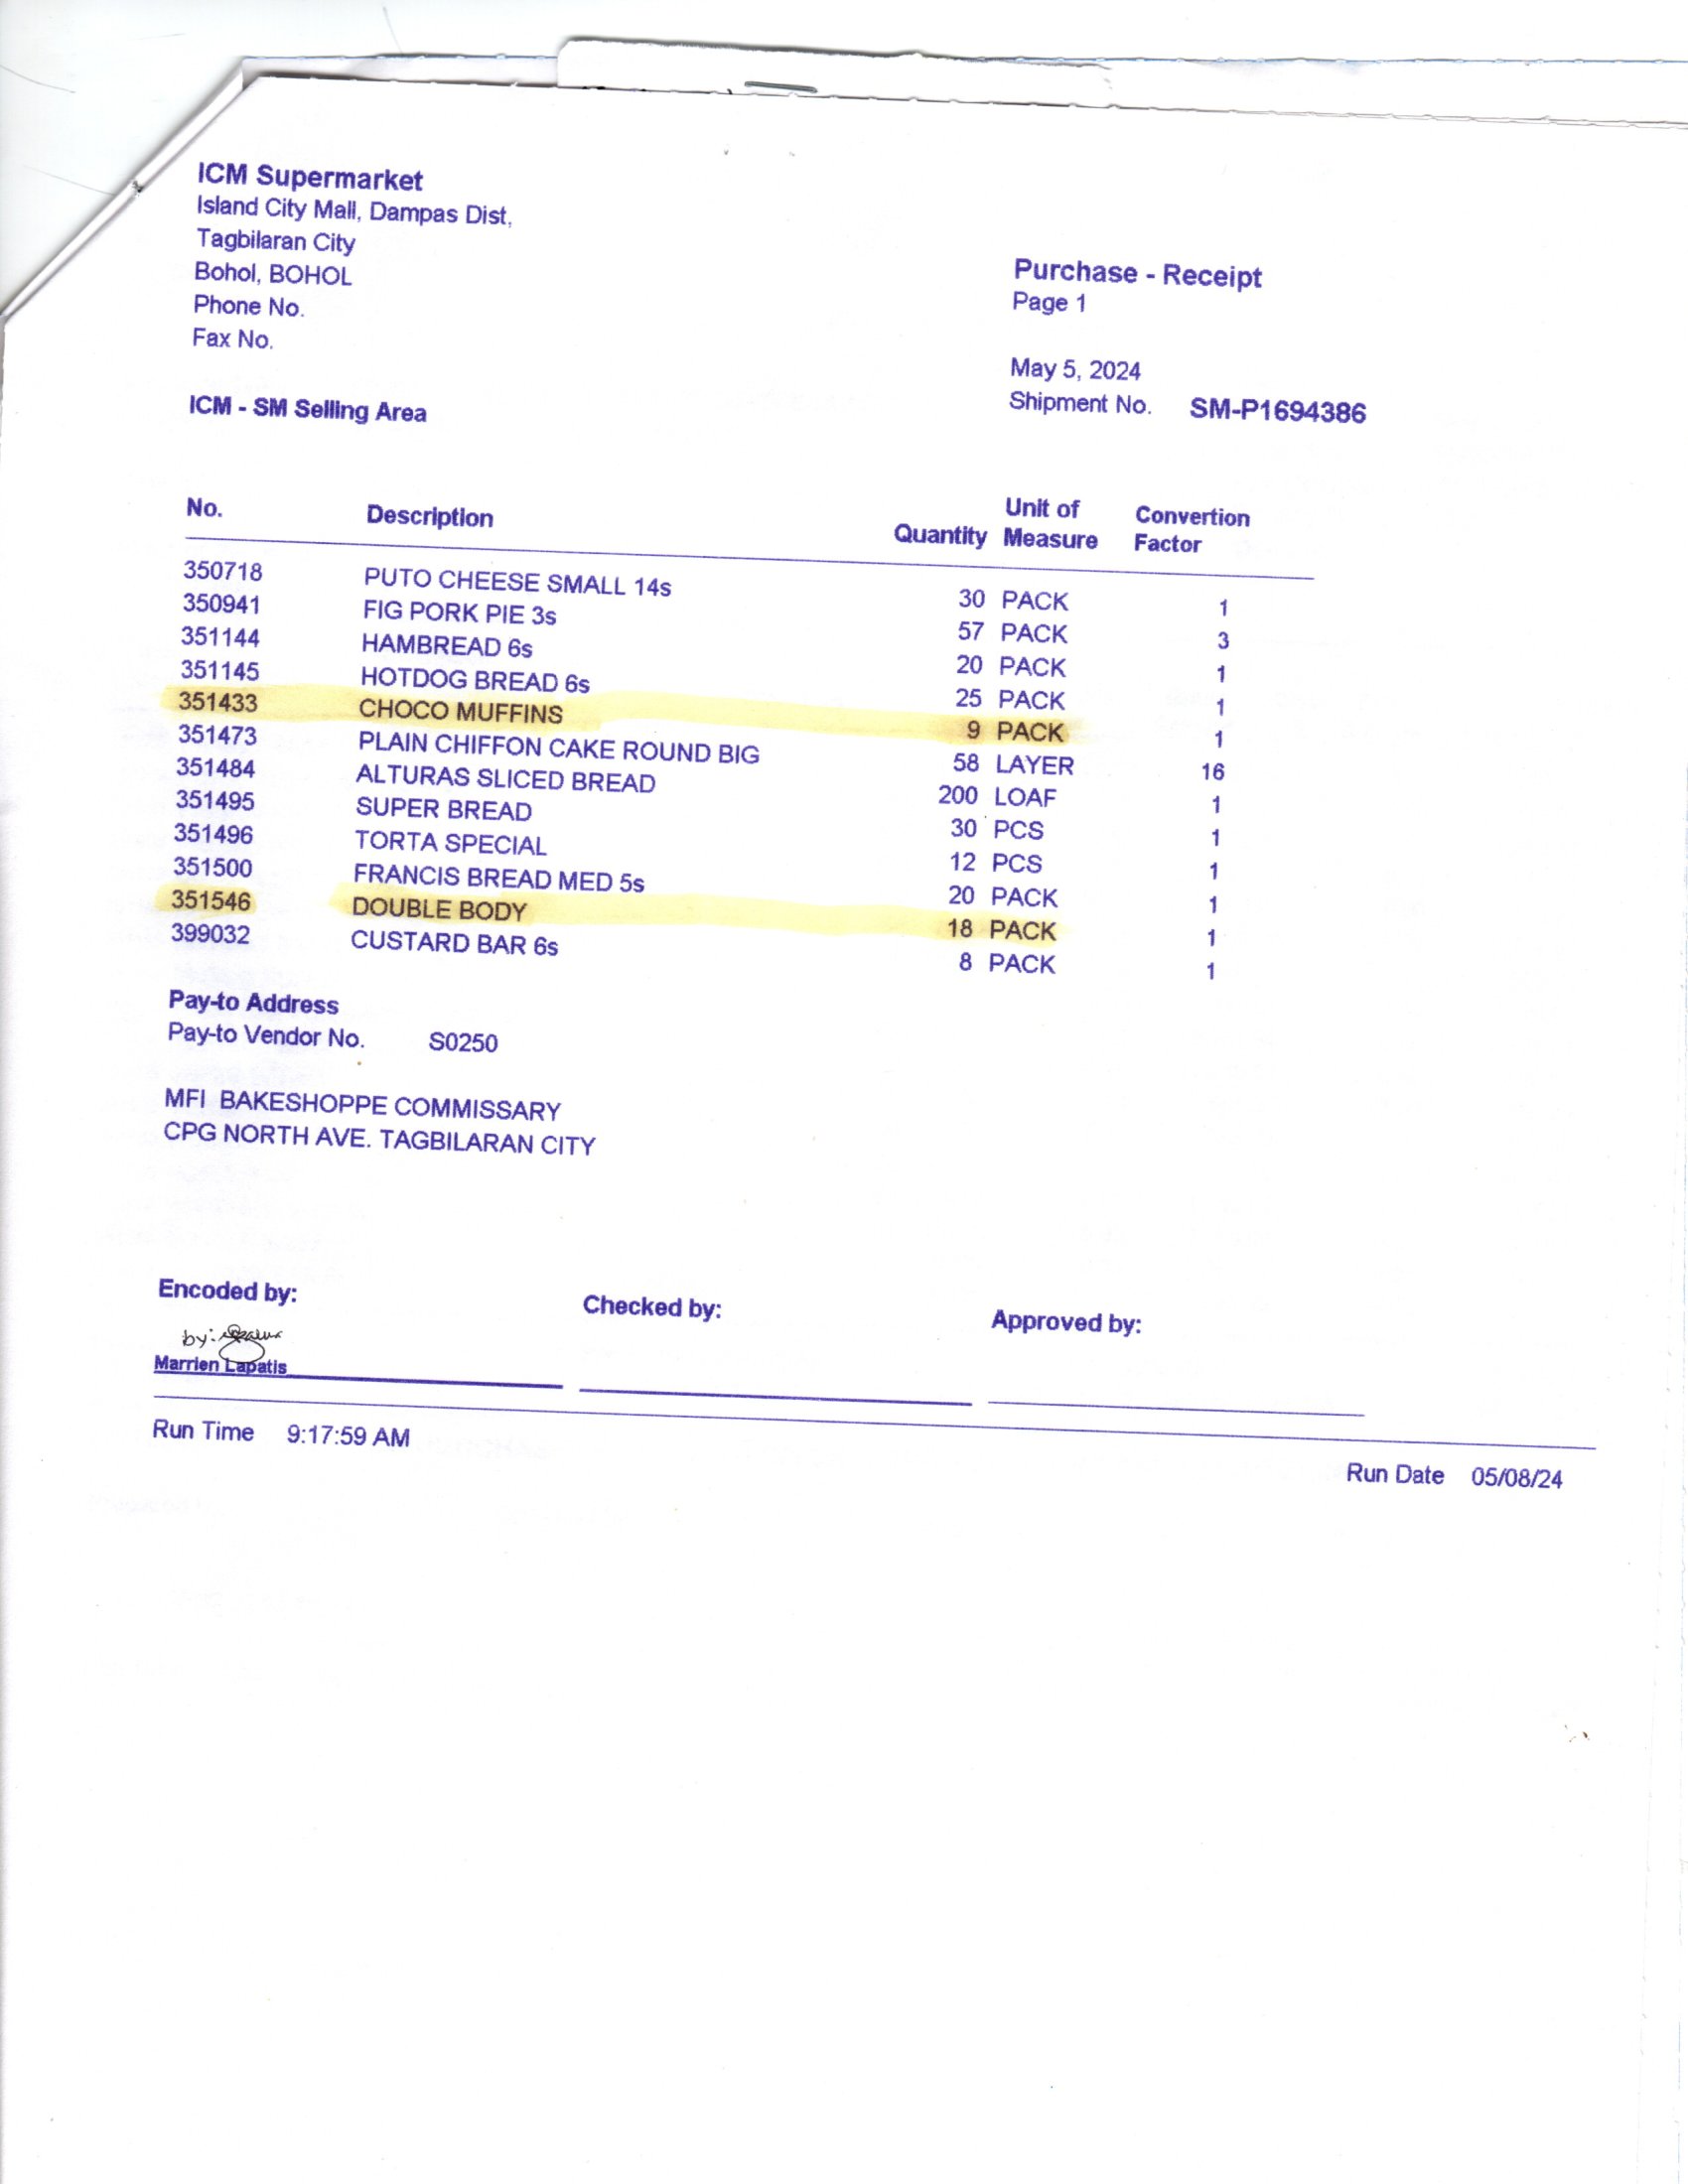 ICM Supermarket
Island City Mall, Dampas Dist,
Tagbilaran City
Bohol, BOHOL
Phone No.
Fax No.
Purchase - Receipt
Page 1
May 5, 2024
Shipment No. SM-P1694386
ICM - SM Selling Area
No. Description Quantity Unit of Measure Convertion Factor
350718 PUTO CHEESE SMALL 14s 30 PACK 1
350941 FIG PORK PIE 3s 57 PACK 3
351144 HAMBREAD 6s 20 PACK 1
351145 HOTDOG BREAD 6s 25 PACK 1
351433 CHOCO MUFFINS 9 PACK 1
351473 PLAIN CHIFFON CAKE ROUND BIG 58 LAYER 16
351484 ALTURAS SLICED BREAD 200 LOAF 1
351495 SUPER BREAD 30 PCS 1
351496 TORTA SPECIAL 12 PCS 1
351500 FRANCIS BREAD MED 5s 20 PACK 1
351546 DOUBLE BODY 18 PACK 1
399032 CUSTARD BAR 6s 8 PACK 1
Pay-to Address
Pay-to Vendor No. S0250
MFI BAKESHOPPE COMMISSARY
CPG NORTH AVE. TAGBILARAN CITY
Encoded by: Checked by: Approved by:
by:
Marrien Lapatis
Run Time 9:17:59 AM
Run Date 05/08/24